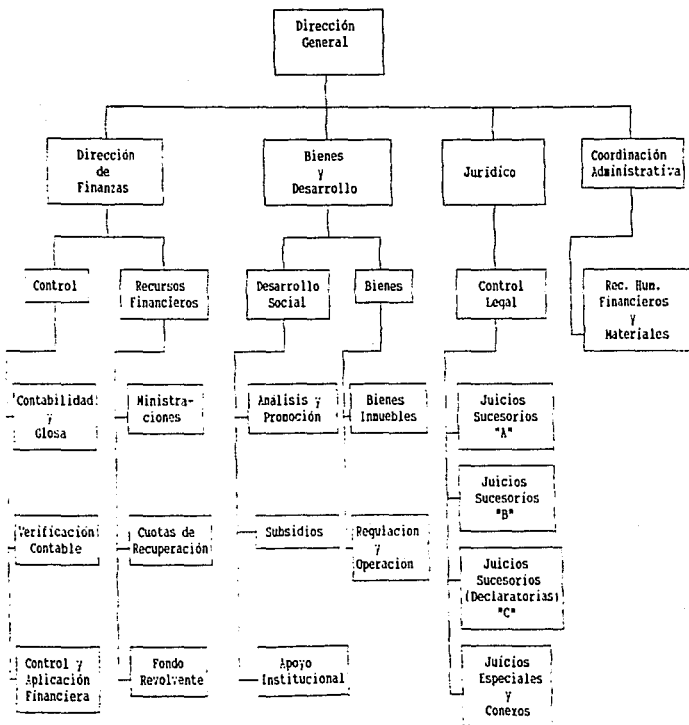 Dirección
General
Dirección
de
Finanzas
Bienes
y
Desarrollo
Jurídico
Coordinación
Administrativa
Control
Recursos
Financieros
Desarrollo
Social
Bienes
Control
Legal
Rec. Hum.
Financieros
y
Materiales
Contabilidad
y
Glosa
Ministra-
ciones
Análisis y
Promoción
Bienes
Inmuebles
Juicios
Sucesorios
"A"
Juicios
Sucesorios
"B"
Verificación
Contable
Cuotas de
Recuperación
Subsidios
Regulacion
y
Operación
Juicios
Sucesorios
(Declaratorias)
"C"
Control y
Aplicación
Financiera
Fondo
Revolvente
Apoyo
Institucional
Juicios
Especiales
y
Conexos